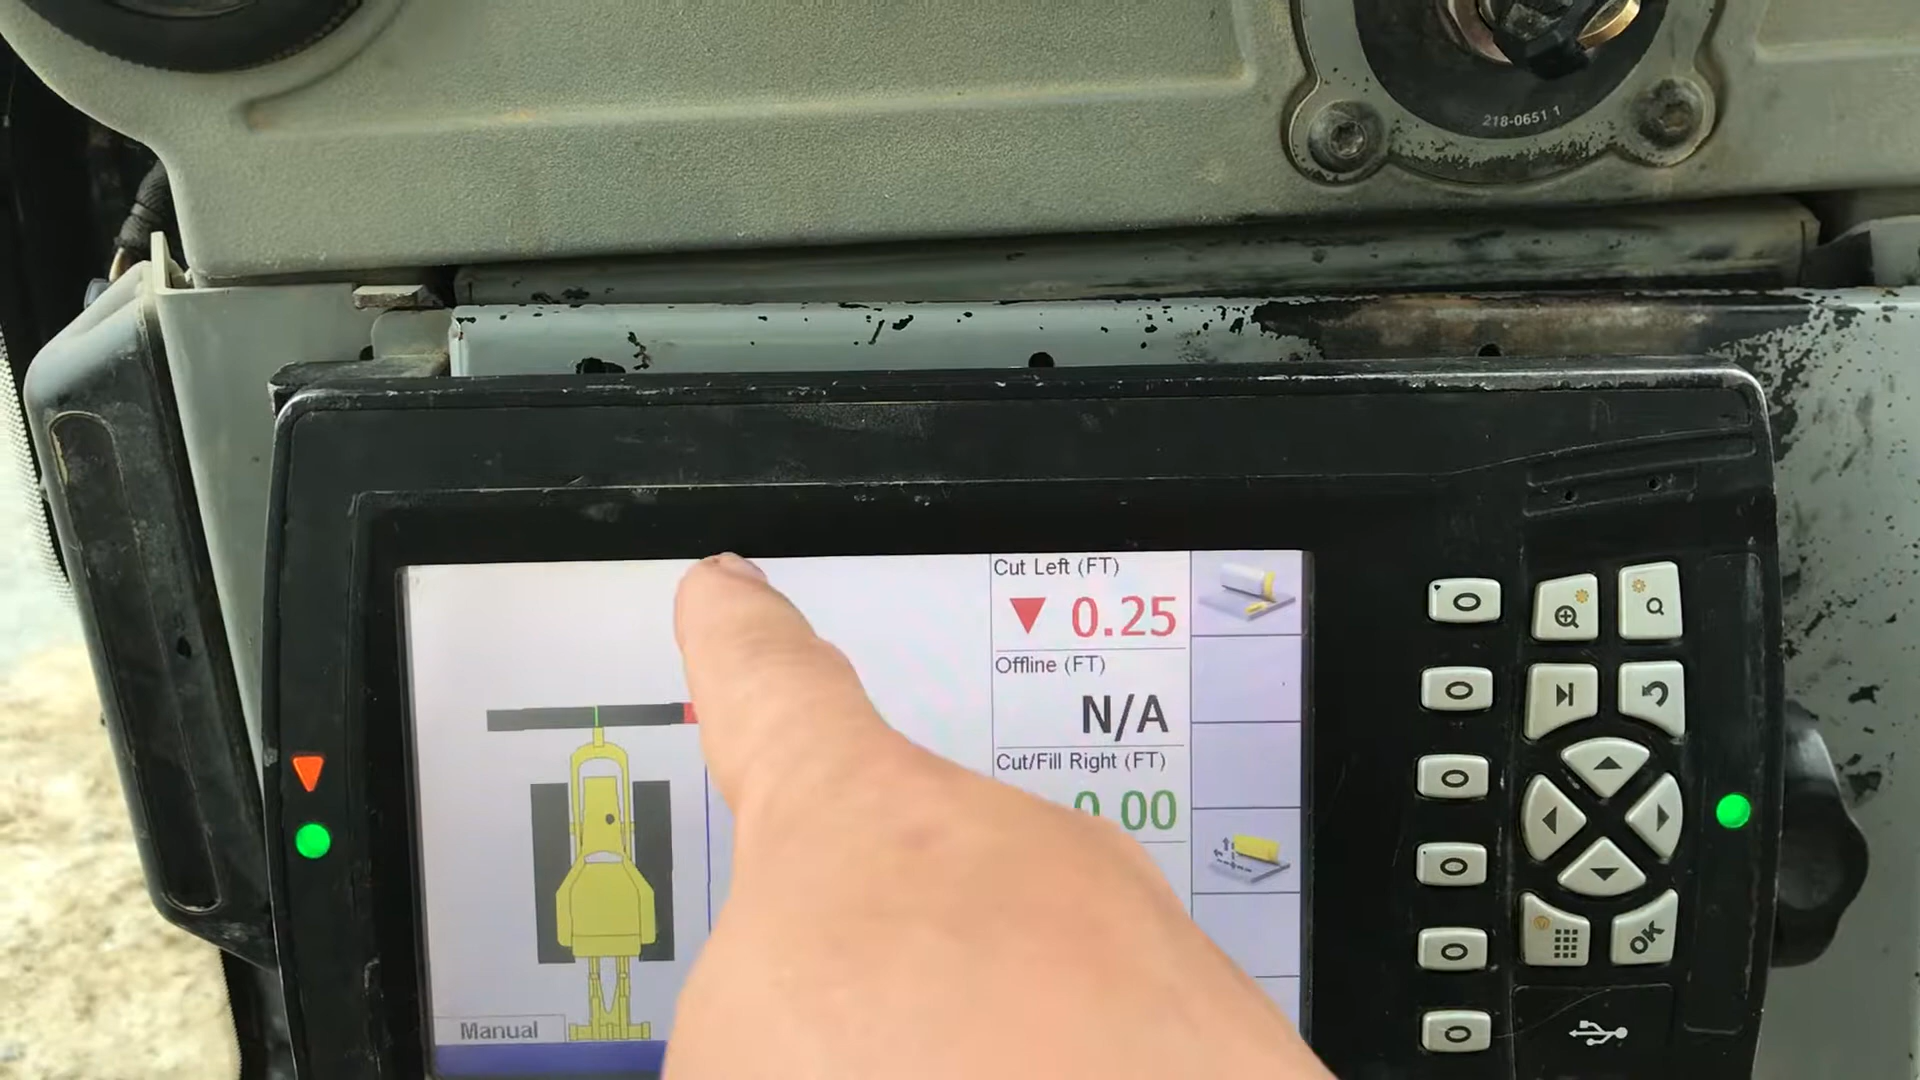 218-0651 1
Cut Left (FT)
0.25
Offline (FT)
N/A
Cut/Fill Right (FT)
0.00
Manual
OK